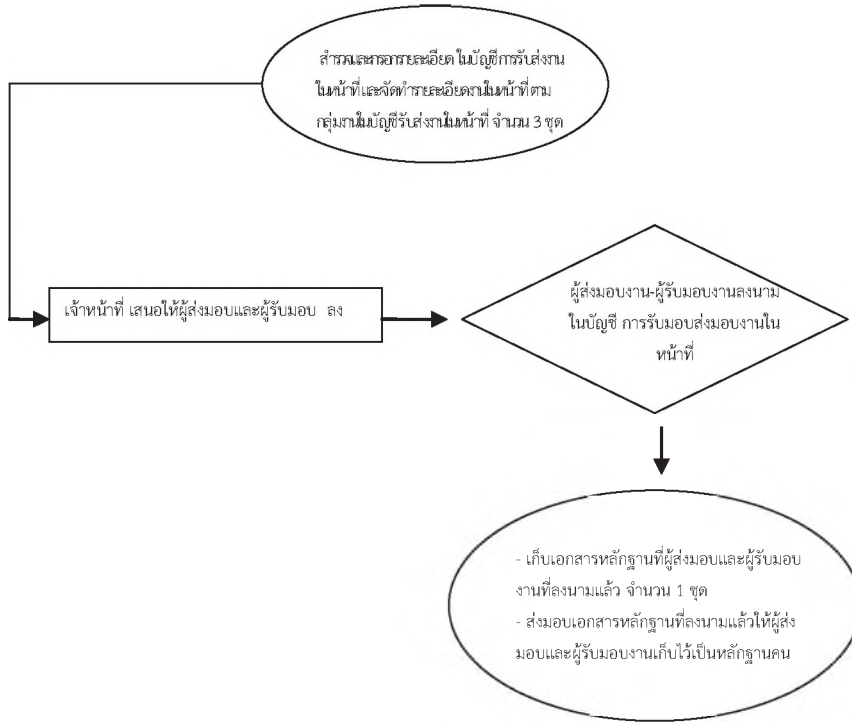 สำรวจและกรอกรายละเอียด ในบัญชีการรับส่งงาน
ในหน้าที่และจัดทำรายละเอียดงานในหน้าที่ตาม
กลุ่มงานในบัญชีรับส่งงานในหน้าที่ จำนวน 3 ชุด
เจ้าหน้าที่ เสนอให้ผู้ส่งมอบและผู้รับมอบ ลง
ผู้ส่งมอบงาน-ผู้รับมอบงานลงนาม
ในบัญชี การรับมอบส่งมอบงานใน
หน้าที่
- เก็บเอกสารหลักฐานที่ผู้ส่งมอบและผู้รับมอบ
งานที่ลงนามแล้ว จำนวน 1 ชุด
- ส่งมอบเอกสารหลักฐานที่ลงนามแล้วให้ผู้ส่ง
มอบและผู้รับมอบงานเก็บไว้เป็นหลักฐานคน